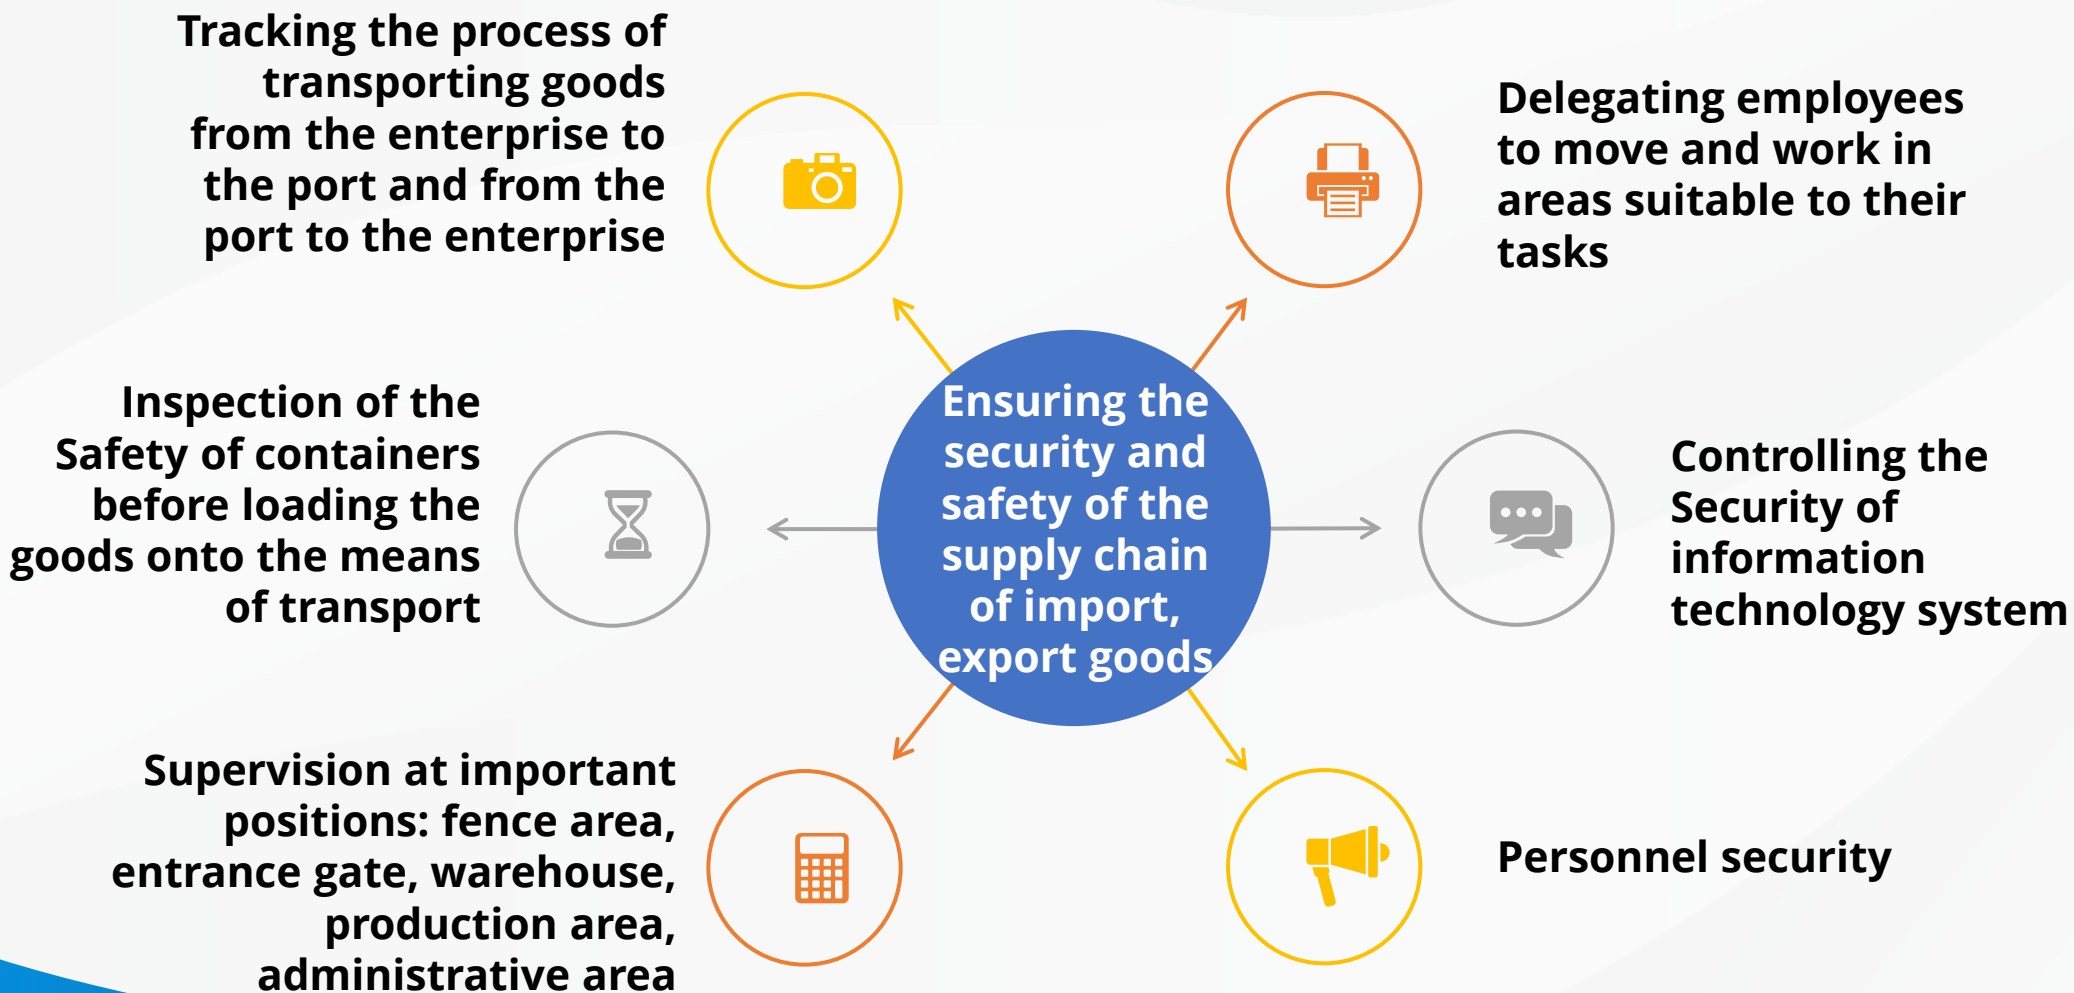 Tracking the process of
transporting goods
from the enterprise to
the port and from the
port to the enterprise
Delegating employees
to move and work in
areas suitable to their
tasks
Inspection of the
Safety of containers
before loading the
goods onto the means
of transport
Ensuring the
security and
safety of the
supply chain
of import,
export goods
Controlling the
Security of
information
technology system
Supervision at important
positions: fence area,
entrance gate, warehouse,
production area,
administrative area
Personnel security